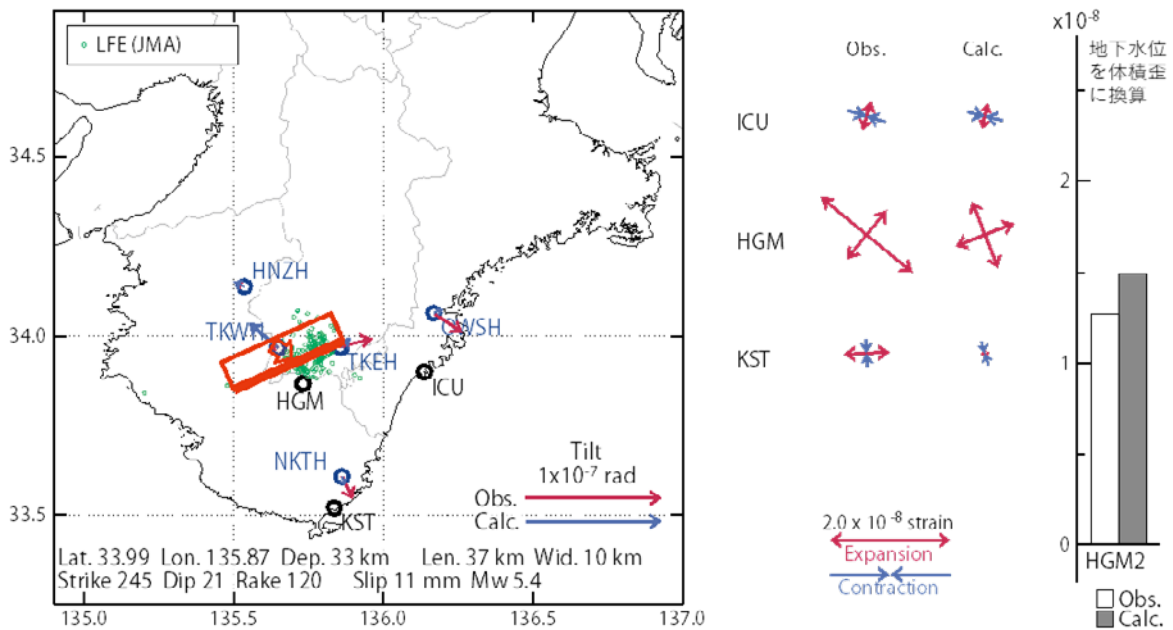 LFE (JMA)
34.5
34.0
33.5
135.0
135.5
136.0
136.5
137.0
HNZH
TKWH
OWSH
TKEH
HGM
ICU
NKTH
KST
Tilt
1x10-7 rad
Obs.
Calc.
Lat. 33.99 Lon. 135.87 Dep. 33 km Len. 37 km Wid. 10 km
Strike 245 Dip 21 Rake 120 Slip 11 mm Mw 5.4
Obs. Calc.
ICU
HGM
KST
2.0 x 10 -8 strain
Expansion
Contraction
x10-8
地下水位
を体積歪
に換算
2
1
0
HGM2
Obs.
Calc.